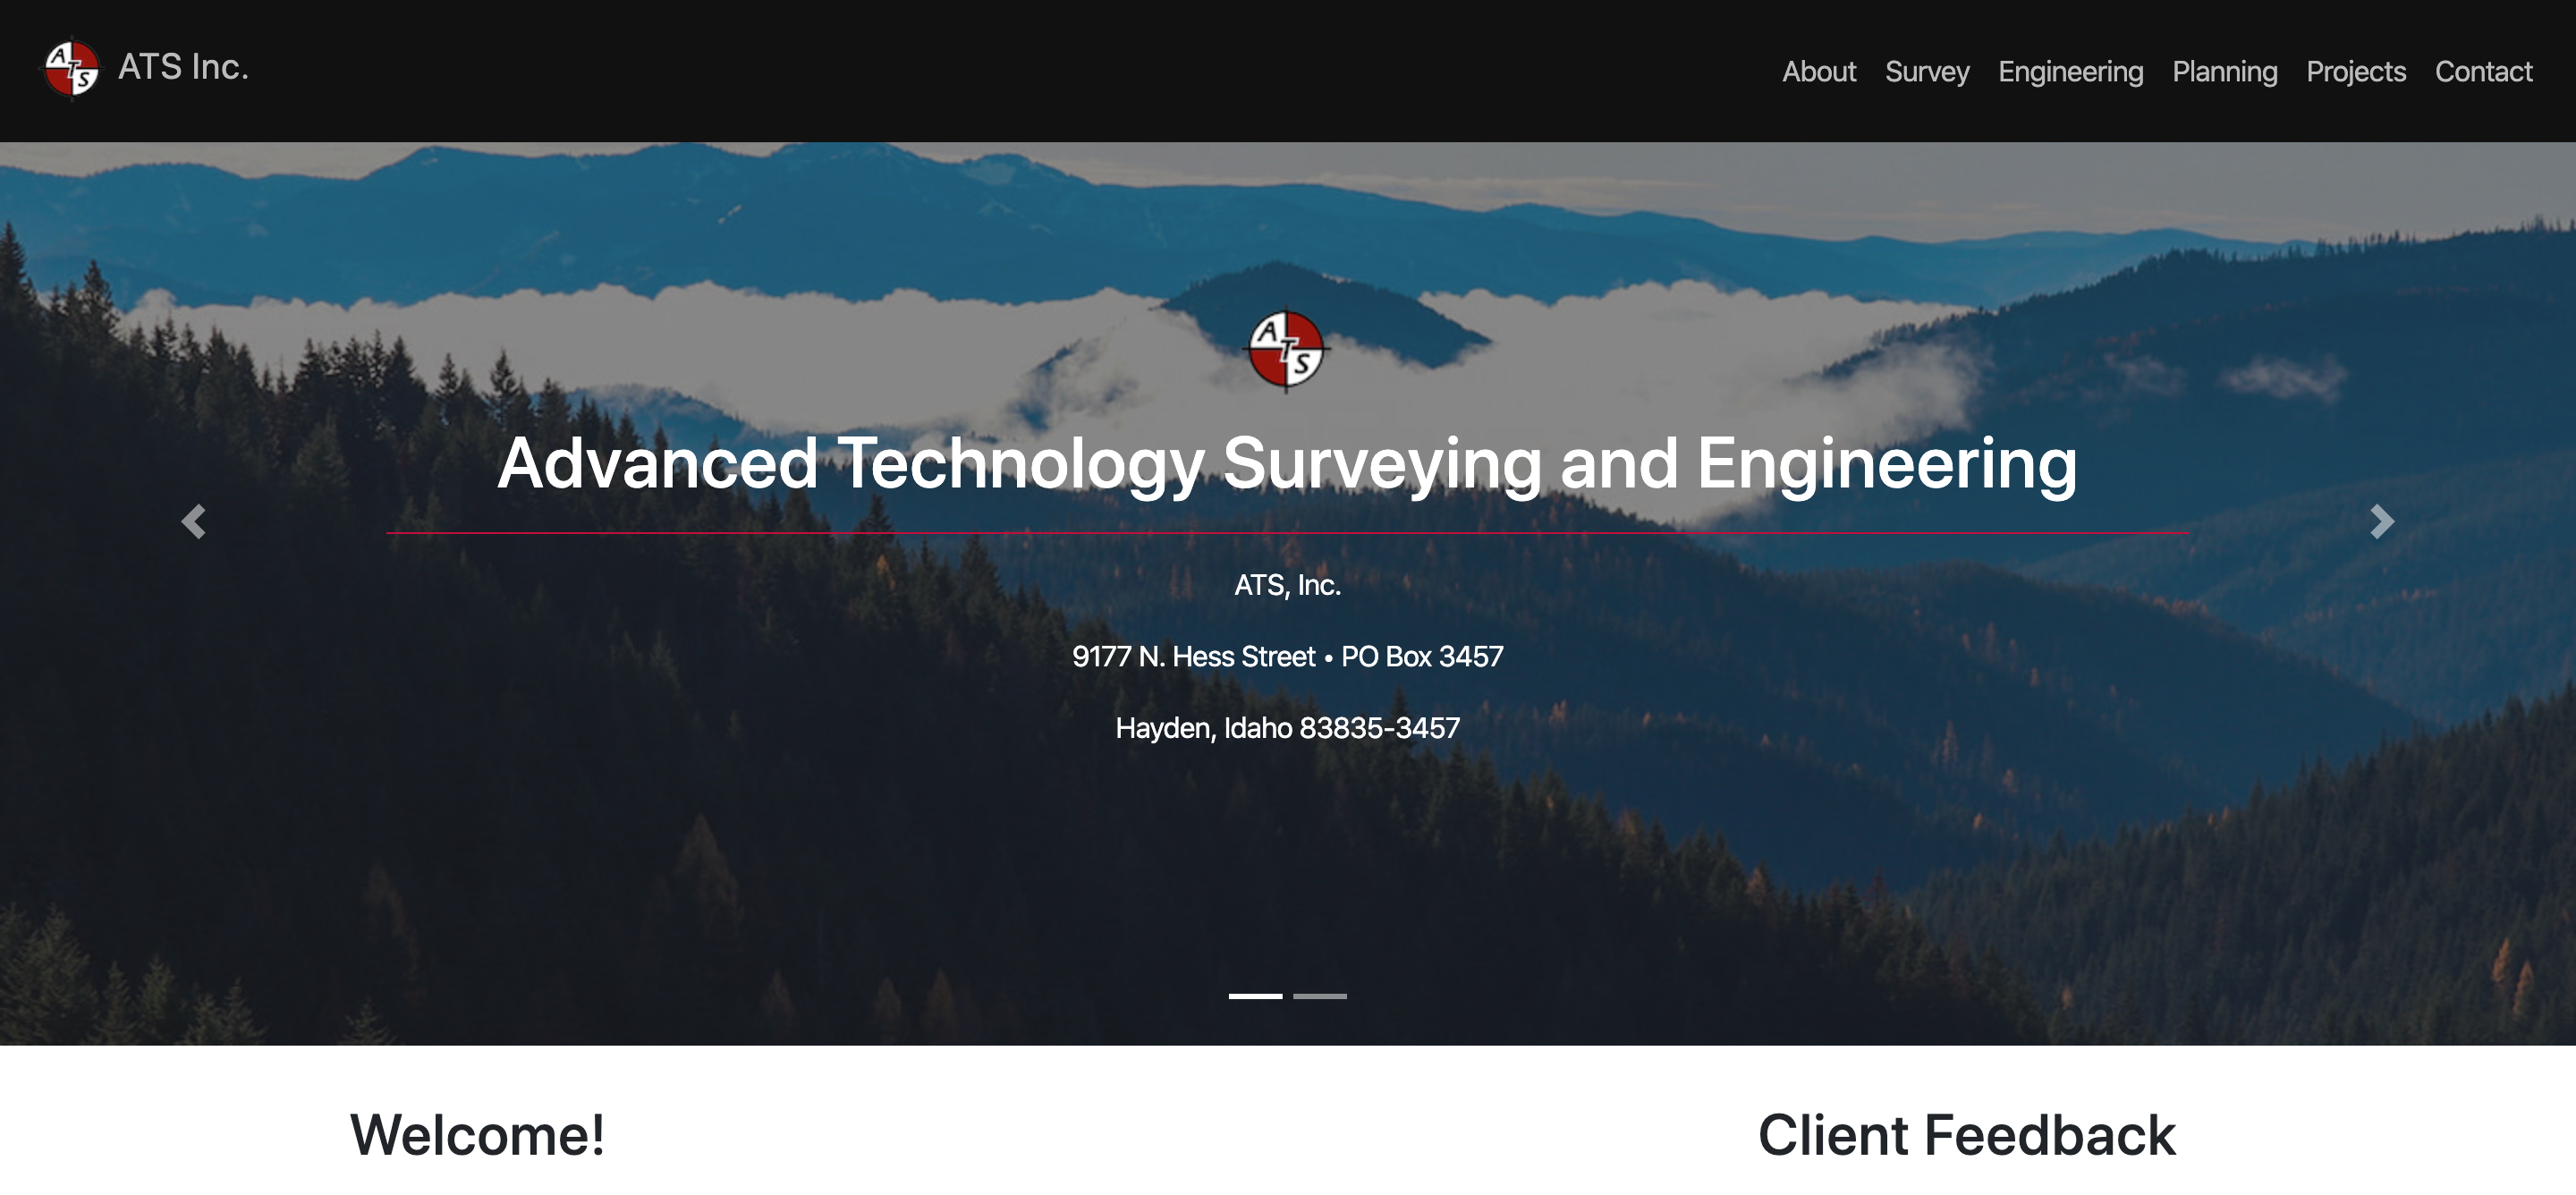 ATS
ATS Inc.
About Survey Engineering Planning Projects Contact
ATS
Advanced Technology Surveying and Engineering
ATS, Inc.
9177 N. Hess Street • PO Box 3457
Hayden, Idaho 83835-3457
Welcome!
Client Feedback